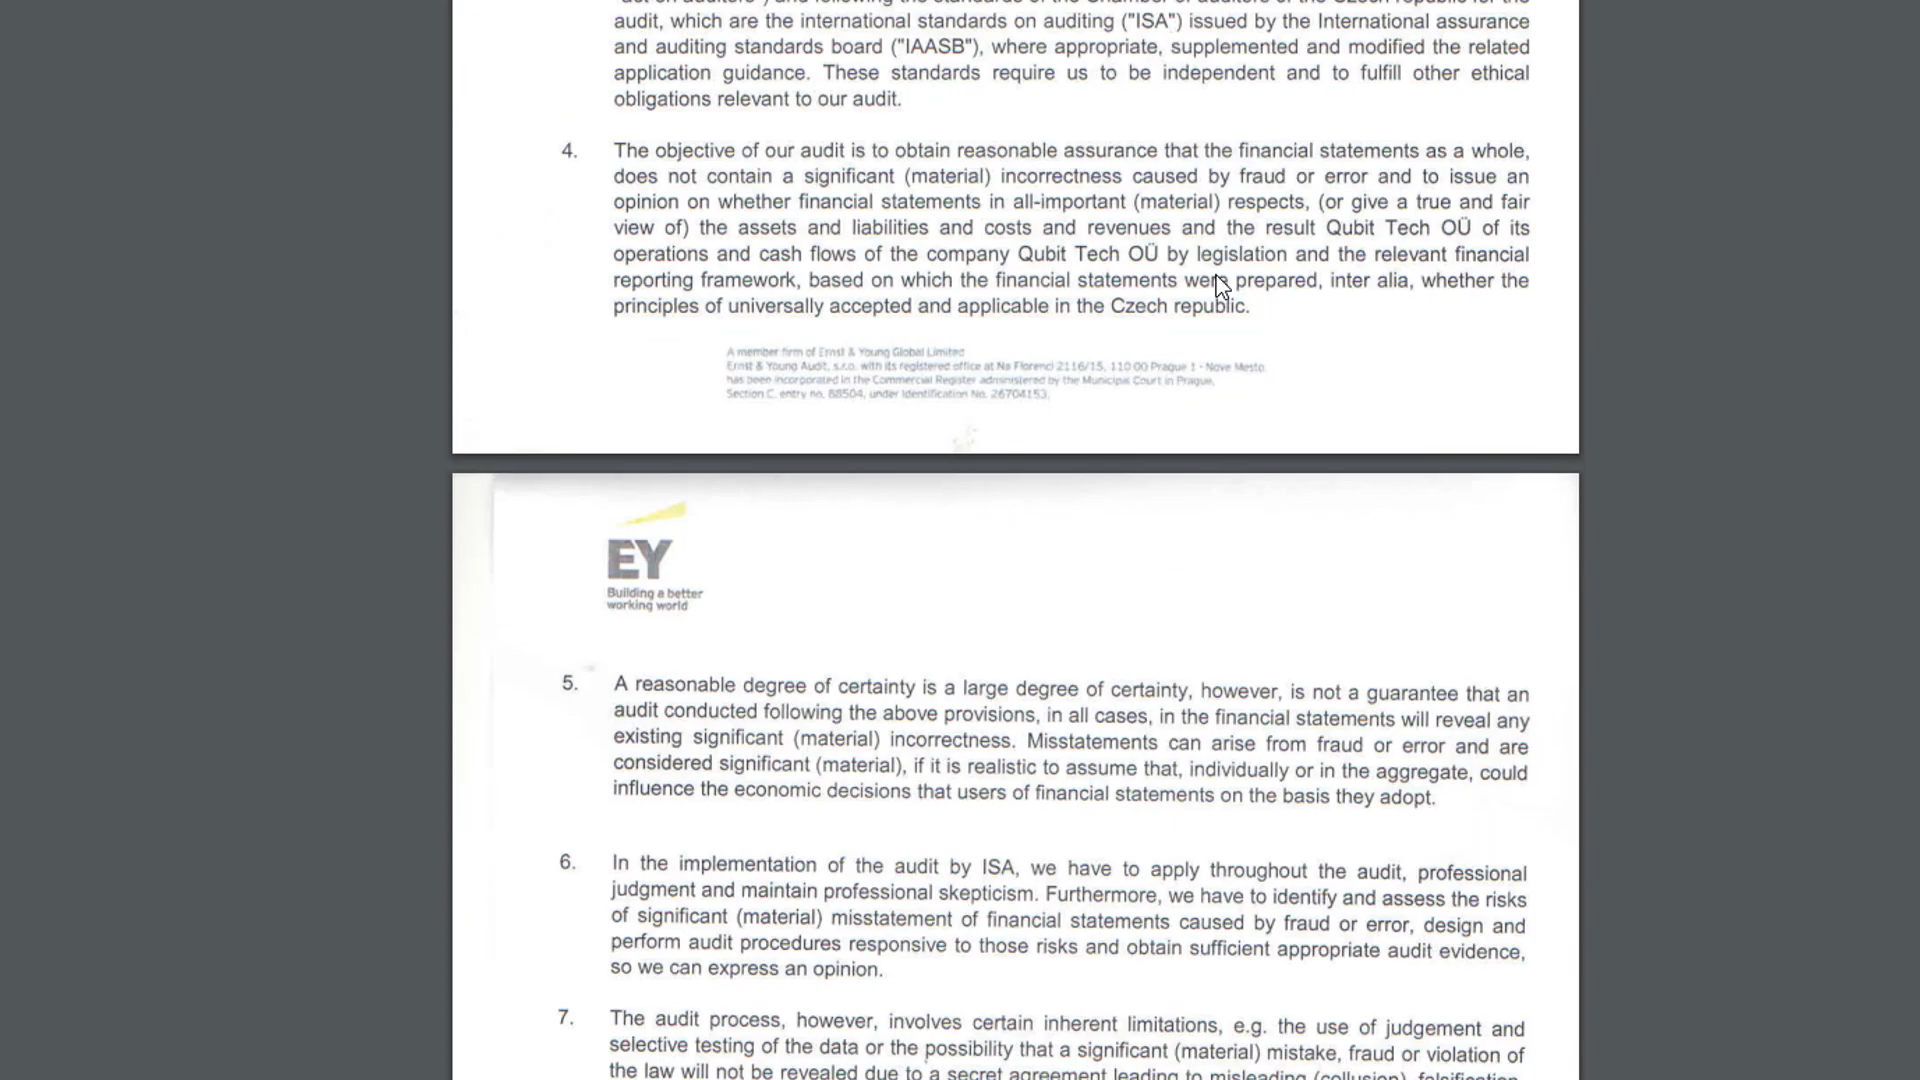 audit, which are the international standards on auditing ("ISA") issued by the International assurance
and auditing standards board ("IAASB"), where appropriate, supplemented and modified the related
application guidance. These standards require us to be independent and to fulfill other ethical
obligations relevant to our audit.
4. The objective of our audit is to obtain reasonable assurance that the financial statements as a whole,
does not contain a significant (material) incorrectness caused by fraud or error and to issue an
opinion on whether financial statements in all-important (material) respects, (or give a true and fair
view of) the assets and liabilities and costs and revenues and the result Qubit Tech OÜ of its
operations and cash flows of the company Qubit Tech OÜ by legislation and the relevant financial
reporting framework, based on which the financial statements were prepared, inter alia, whether the
principles of universally accepted and applicable in the Czech republic.
A member firm of Ernst & Young Global Limited
Ernst & Young Audit, s.r.o. with its registered office at Na Florenci 2116/15, 110 00 Prague 1 - Nove Mesto,
has been incorporated in the Commercial Register administered by the Municipal Court in Prague,
Section C, entry no. 88504, under Identification No. 26704153.
EY
Building a better
working world
5. A reasonable degree of certainty is a large degree of certainty, however, is not a guarantee that an
audit conducted following the above provisions, in all cases, in the financial statements will reveal any
existing significant (material) incorrectness. Misstatements can arise from fraud or error and are
considered significant (material), if it is realistic to assume that, individually or in the aggregate, could
influence the economic decisions that users of financial statements on the basis they adopt.
6. In the implementation of the audit by ISA, we have to apply throughout the audit, professional
judgment and maintain professional skepticism. Furthermore, we have to identify and assess the risks
of significant (material) misstatement of financial statements caused by fraud or error, design and
perform audit procedures responsive to those risks and obtain sufficient appropriate audit evidence,
so we can express an opinion.
7. The audit process, however, involves certain inherent limitations, e.g. the use of judgement and
selective testing of the data or the possibility that a significant (material) mistake, fraud or violation of
the law will not be revealed due to a secret agreement leading to misleading (collusion), falsification,